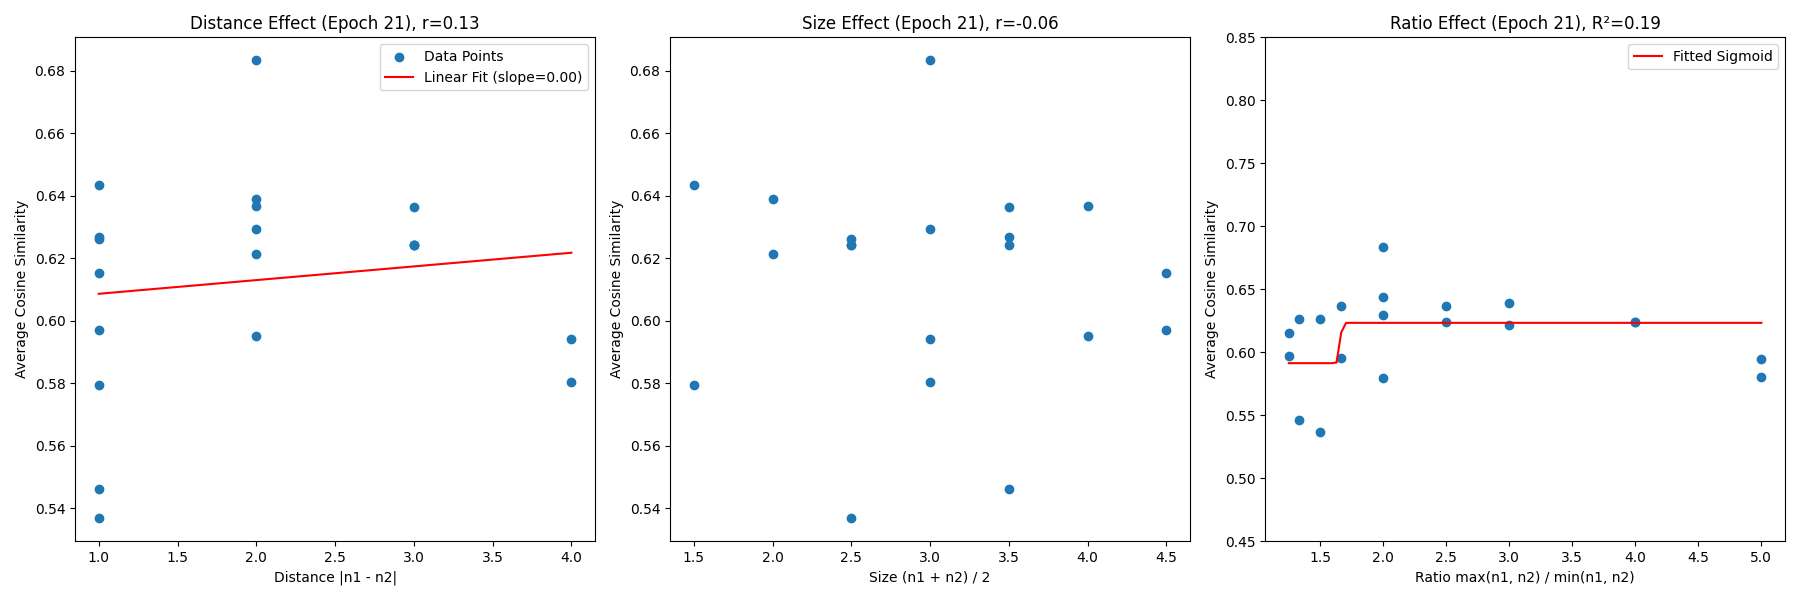 Distance Effect (Epoch 21), r=0.13
Data Points
Linear Fit (slope=0.00)
0.68
0.66
0.64
0.62
0.60
0.58
0.56
0.54
Average Cosine Similarity
1.0 1.5 2.0 2.5 3.0 3.5 4.0
Distance |n1 - n2|
Size Effect (Epoch 21), r=-0.06
0.68
0.66
0.64
0.62
0.60
0.58
0.56
0.54
Average Cosine Similarity
1.5 2.0 2.5 3.0 3.5 4.0 4.5
Size (n1 + n2) / 2
Ratio Effect (Epoch 21), R²=0.19
Fitted Sigmoid
0.85
0.80
0.75
0.70
0.65
0.60
0.55
0.50
0.45
Average Cosine Similarity
1.5 2.0 2.5 3.0 3.5 4.0 4.5 5.0
Ratio max(n1, n2) / min(n1, n2)